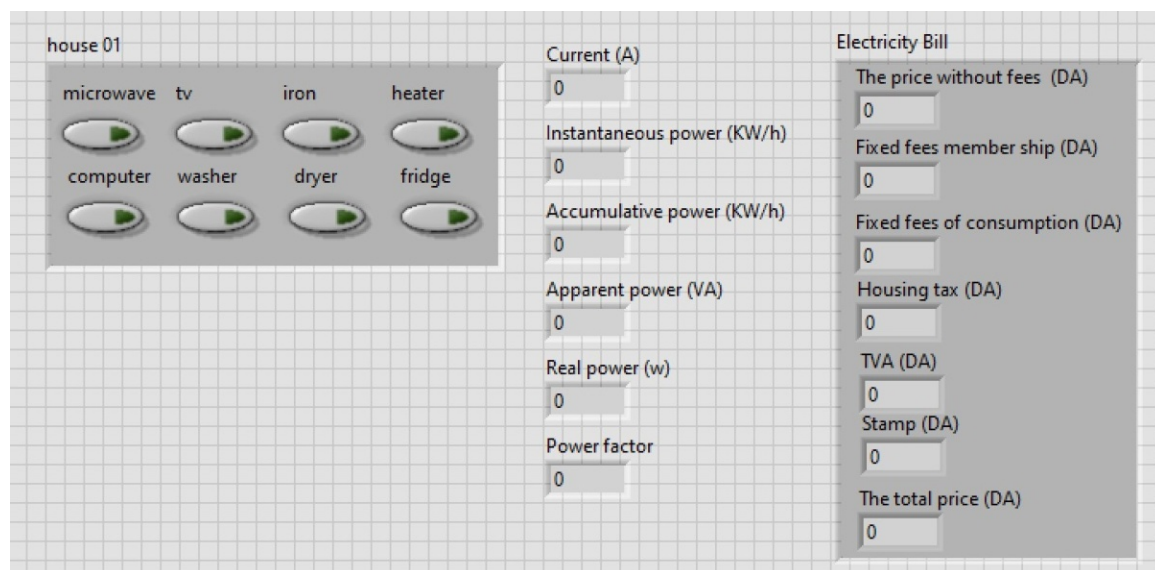 house 01
microwave tv iron heater
computer washer dryer fridge
Current (A)
0
Instantaneous power (KW/h)
0
Accumulative power (KW/h)
0
Apparent power (VA)
0
Real power (w)
0
Power factor
0
Electricity Bill
The price without fees (DA)
0
Fixed fees member ship (DA)
0
Fixed fees of consumption (DA)
0
Housing tax (DA)
0
TVA (DA)
0
Stamp (DA)
0
The total price (DA)
0